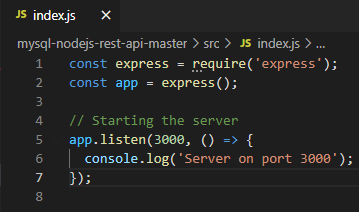 JS index.js ×
mysql-nodejs-rest-api-master > src > JS index.js > ...
1 const express = require('express');
2 const app = express();
3
4 // Starting the server
5 app.listen(3000, () => {
6 console.log('Server on port 3000');
7 });
8